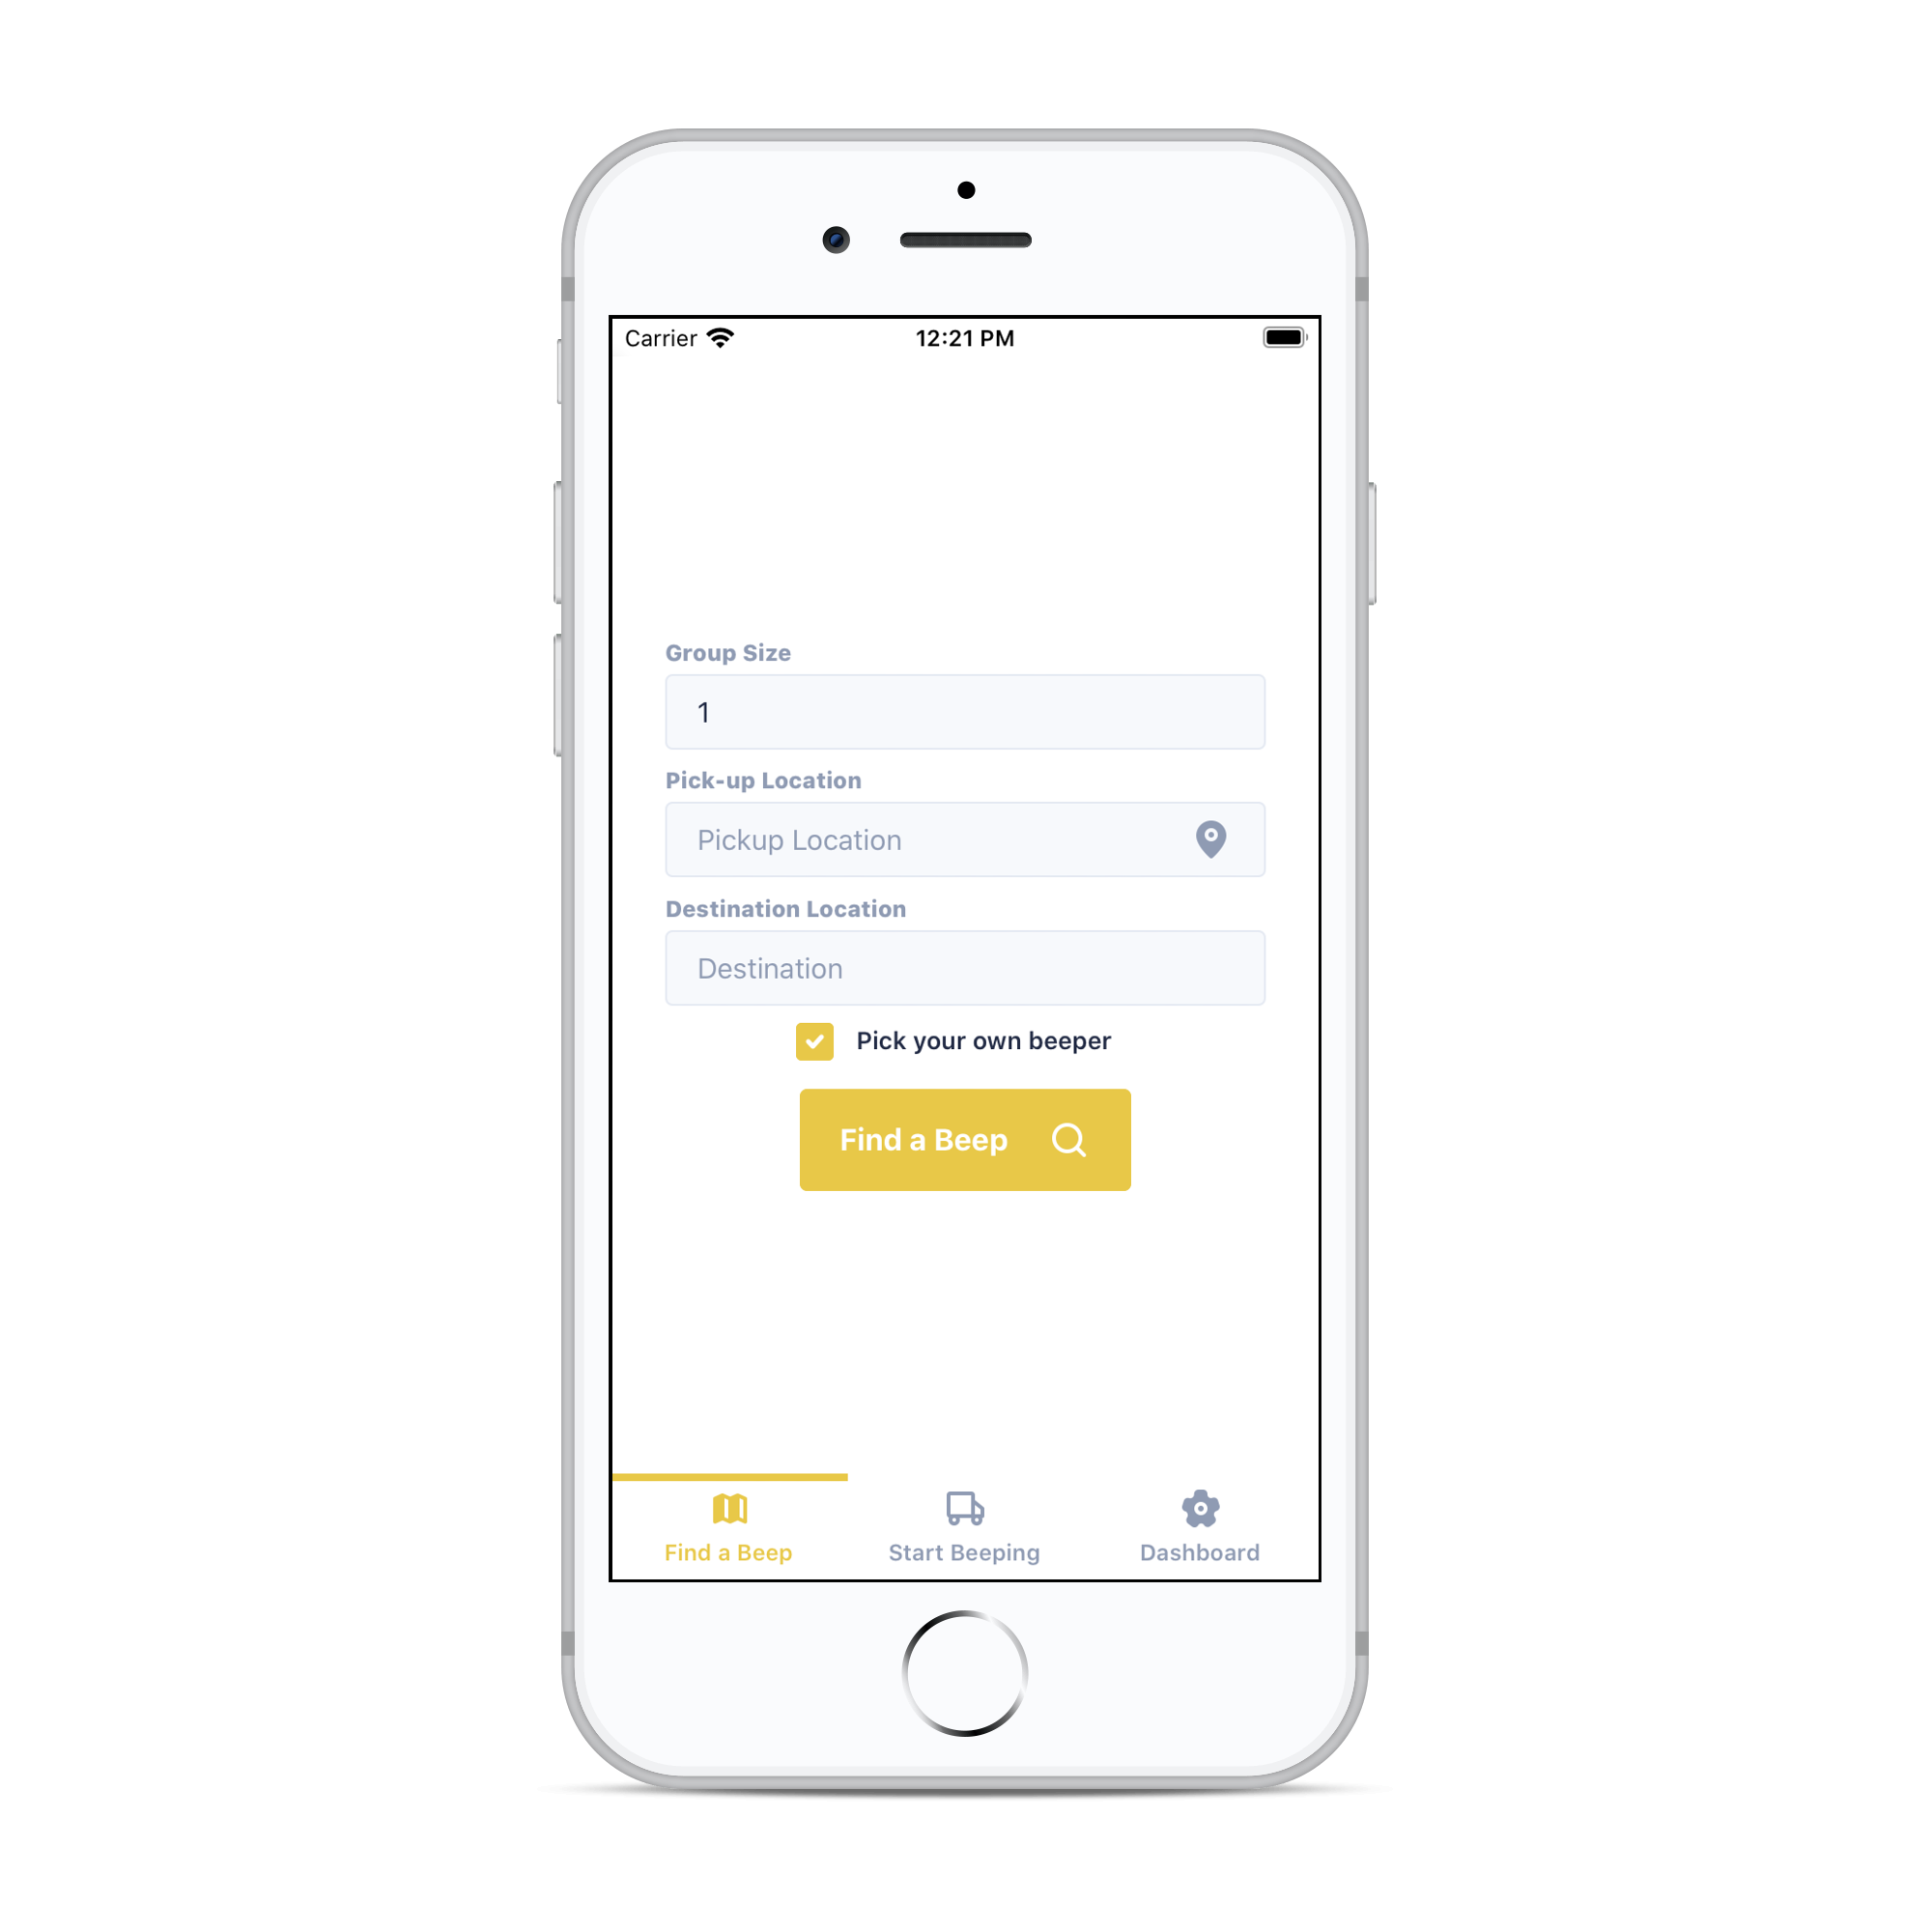 Carrier 12:21 PM
Group Size
1
Pick-up Location
Pickup Location
Destination Location
Destination
Pick your own beeper
Find a Beep
Find a Beep Start Beeping Dashboard